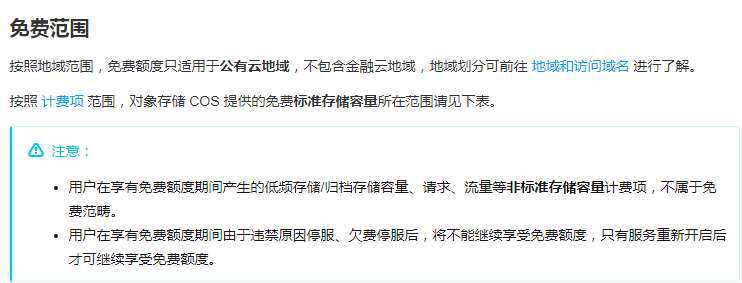 免费范围
按照地域范围，免费额度只适用于公有云地域，不包含金融云地域，地域划分可前往 地域和访问域名 进行了解。
按照 计费项 范围，对象存储 COS 提供的免费标准存储容量所在范围请见下表。
注意：
• 用户在享有免费额度期间产生的低频存储/归档存储容量、请求、流量等非标准存储容量计费项，不属于免
费范畴。
• 用户在享有免费额度期间由于违禁原因停服、欠费停服后，将不能继续享受免费额度，只有服务重新开启后
才可继续享受免费额度。